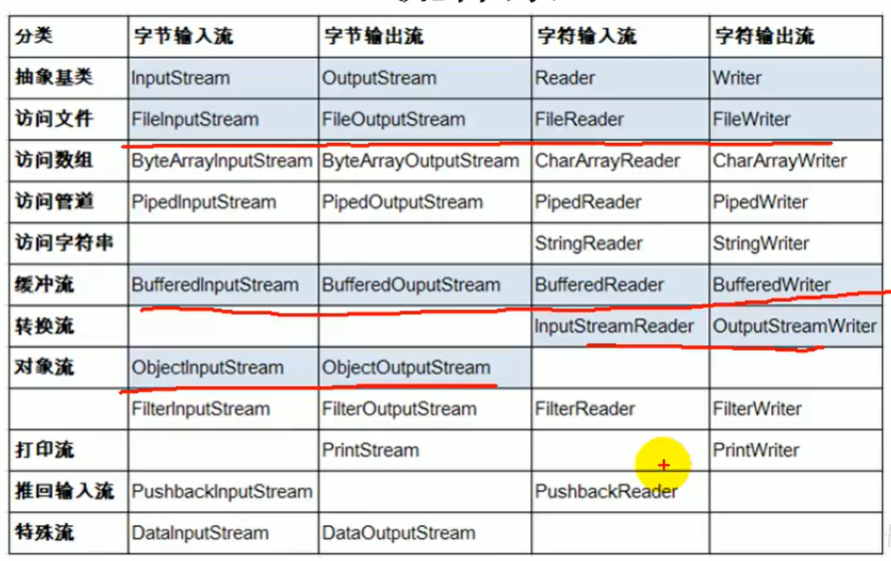 分类 字节输入流 字节输出流 字符输入流 字符输出流
抽象基类 InputStream OutputStream Reader Writer
访问文件 FileInputStream FileOutputStream FileReader FileWriter
访问数组 ByteArrayInputStream ByteArrayOutputStream CharArrayReader CharArrayWriter
访问管道 PipedInputStream PipedOutputStream PipedReader PipedWriter
访问字符串 StringReader StringWriter
缓冲流 BufferedInputStream BufferedOuputStream BufferedReader BufferedWriter
转换流 InputStreamReader OutputStreamWriter
对象流 ObjectInputStream ObjectOutputStream
FilterInputStream FilterOutputStream FilterReader FilterWriter
打印流 PrintStream PrintWriter
推回输入流 PushbackInputStream PushbackReader
特殊流 DataInputStream DataOutputStream